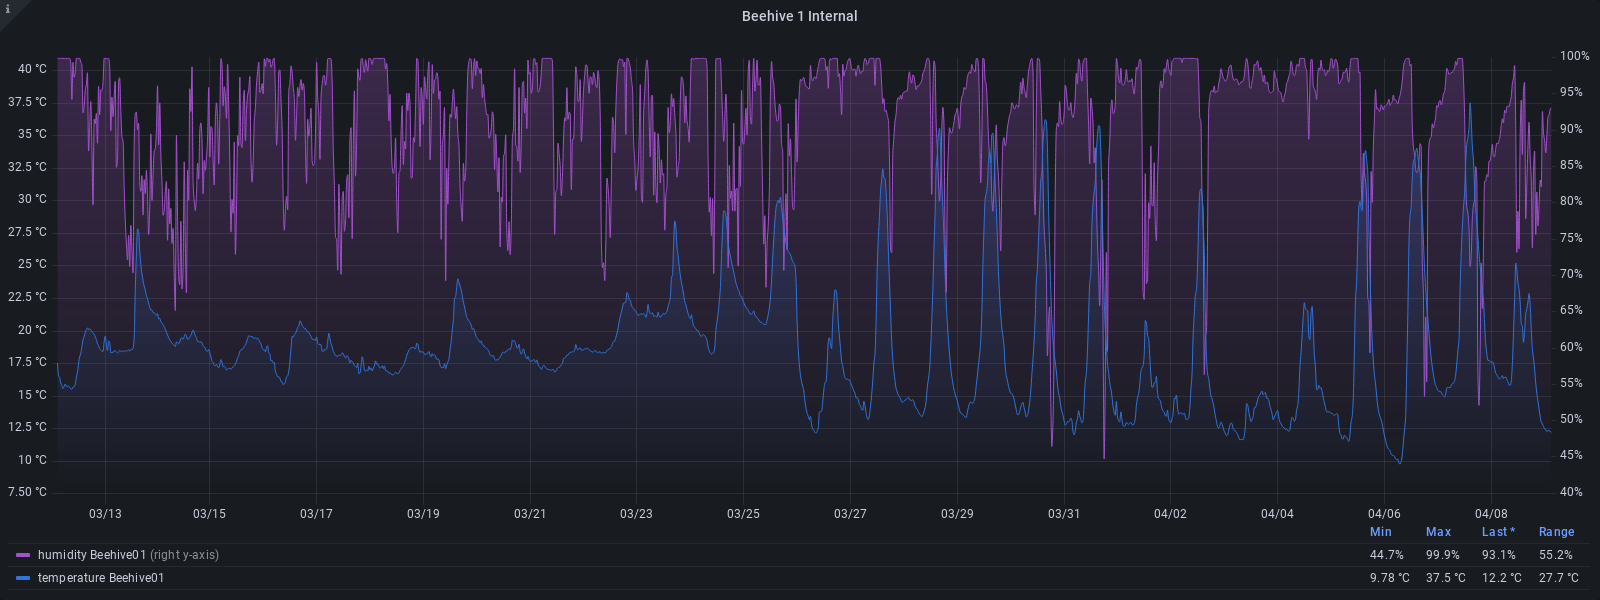 i
Beehive 1 Internal
40 °C
37.5 °C
35 °C
32.5 °C
30 °C
27.5 °C
25 °C
22.5 °C
20 °C
17.5 °C
15 °C
12.5 °C
10 °C
7.50 °C
100%
95%
90%
85%
80%
75%
70%
65%
60%
55%
50%
45%
40%
03/13 03/15 03/17 03/19 03/21 03/23 03/25 03/27 03/29 03/31 04/02 04/04 04/06 04/08
Min Max Last * Range
humidity Beehive01 (right y-axis) 44.7% 99.9% 93.1% 55.2%
temperature Beehive01 9.78 °C 37.5 °C 12.2 °C 27.7 °C